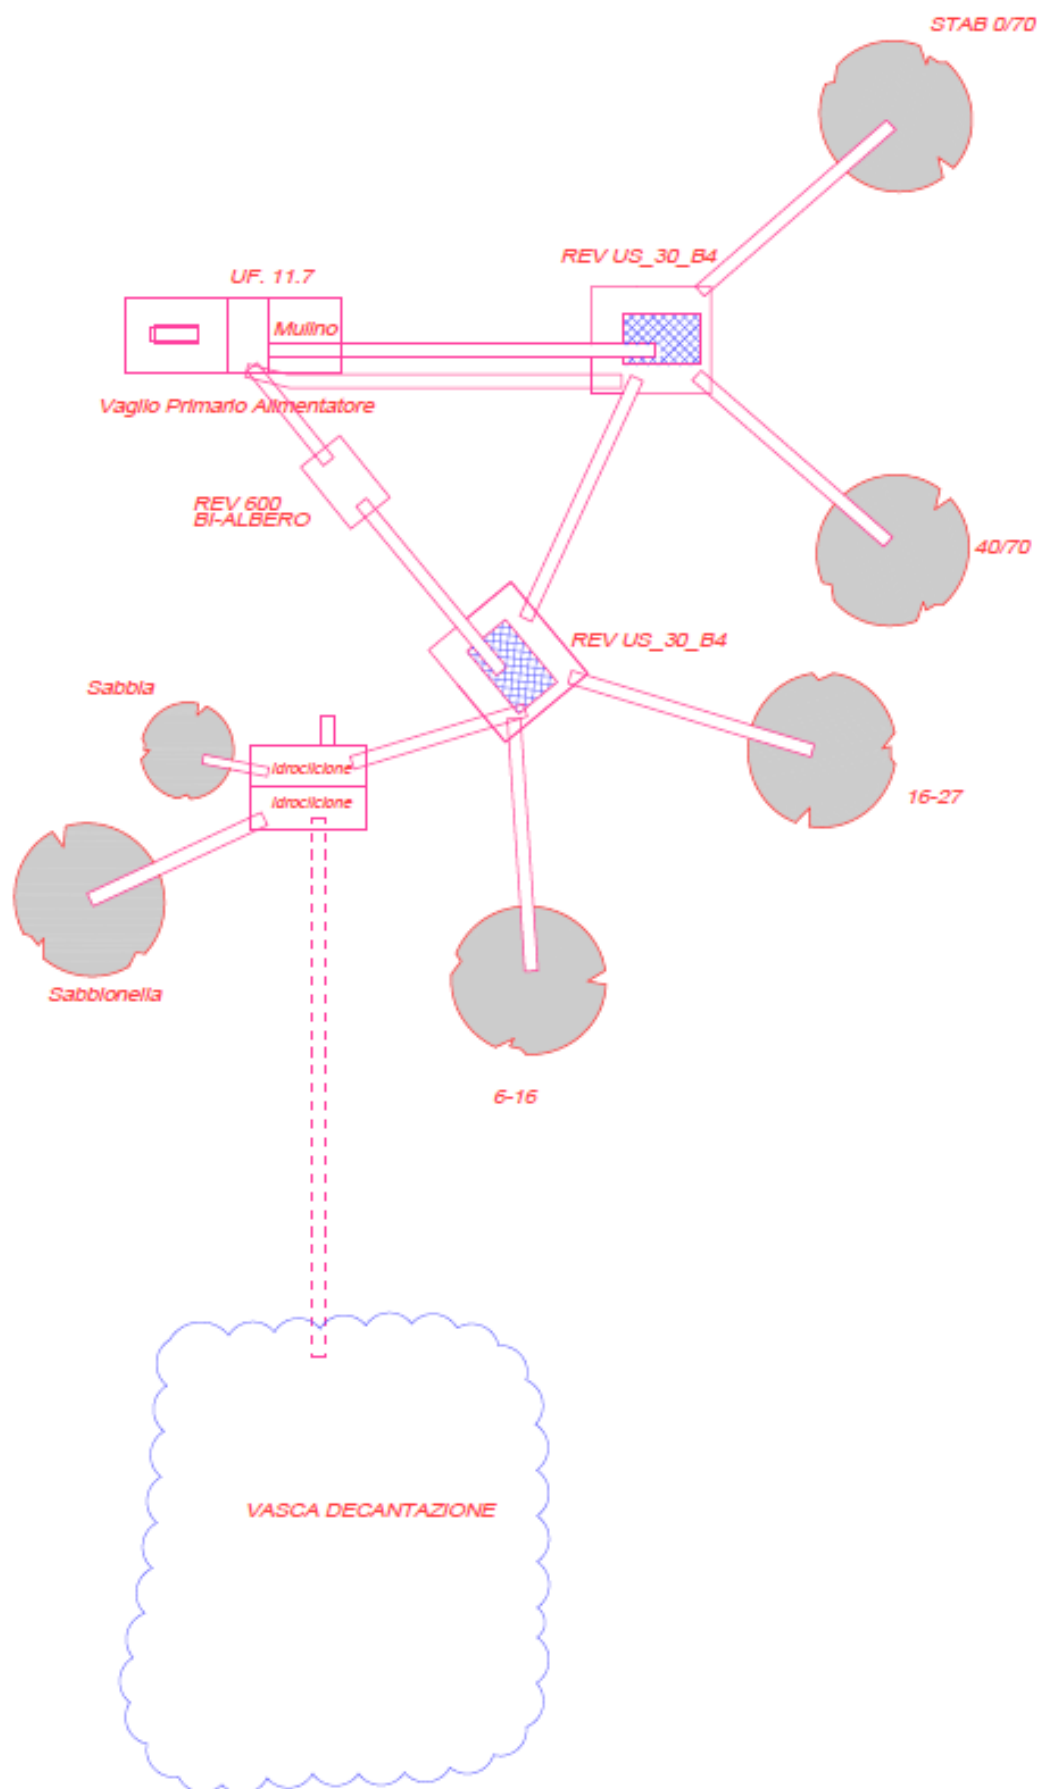 STAB 0/70
REV US_30_B4
UF. 11.7
Mulino
Vaglio Primario Alimentatore
REV 600
BI-ALBERO
40/70
REV US_30_B4
Sabbia
Idrociclone
Idrociclone
16-27
Sabbionella
6-16
VASCA DECANTAZIONE